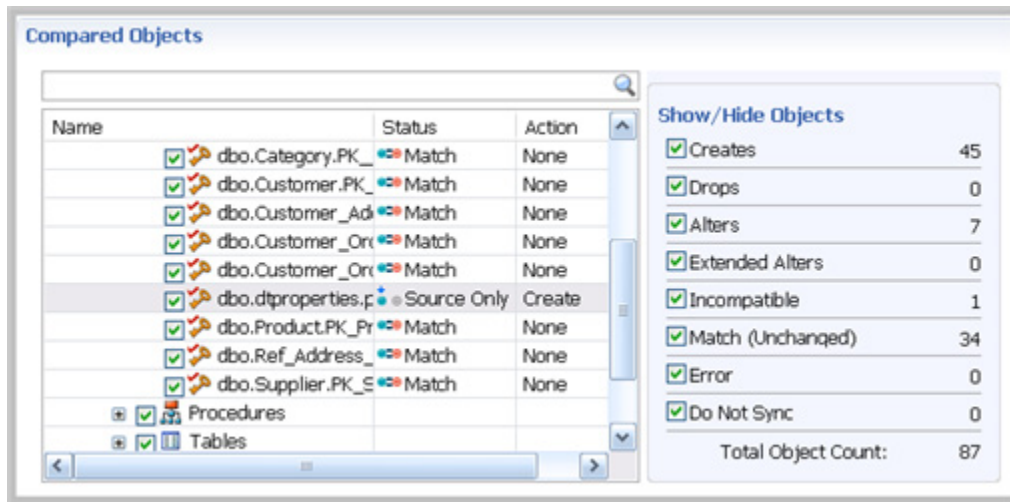 Compared Objects
Name Status Action
dbo.Category.PK_ Match None
dbo.Customer.PK_ Match None
dbo.Customer_Ad Match None
dbo.Customer_Or Match None
dbo.Customer_Or Match None
dbo.dtproperties.p Source Only Create
dbo.Product.PK_Pr Match None
dbo.Ref_Address_ Match None
dbo.Supplier.PK_S Match None
Procedures
Tables
Show/Hide Objects
Creates 45
Drops 0
Alters 7
Extended Alters 0
Incompatible 1
Match (Unchanged) 34
Error 0
Do Not Sync 0
Total Object Count: 87